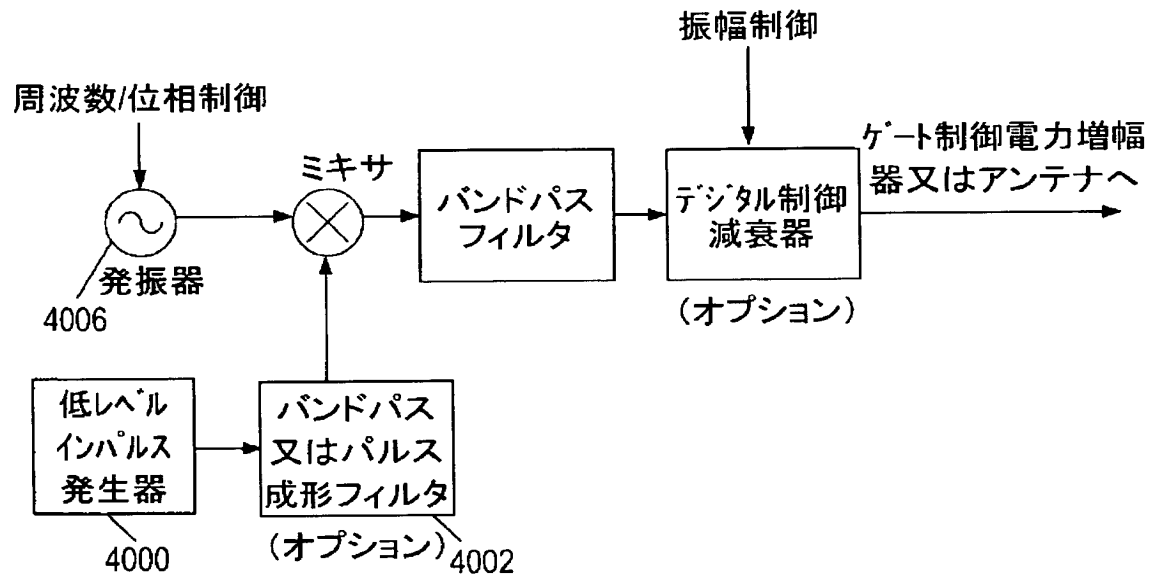 振幅制御
周波数/位相制御
ミキサ
バンドパス
フィルタ
デジタル制御
減衰器
(オプション)
ゲート制御電力増幅
器又はアンテナへ
発振器
4006
低レベル
インパルス
発生器
4000
バンドパス
又はパルス
成形フィルタ
(オプション)
4002